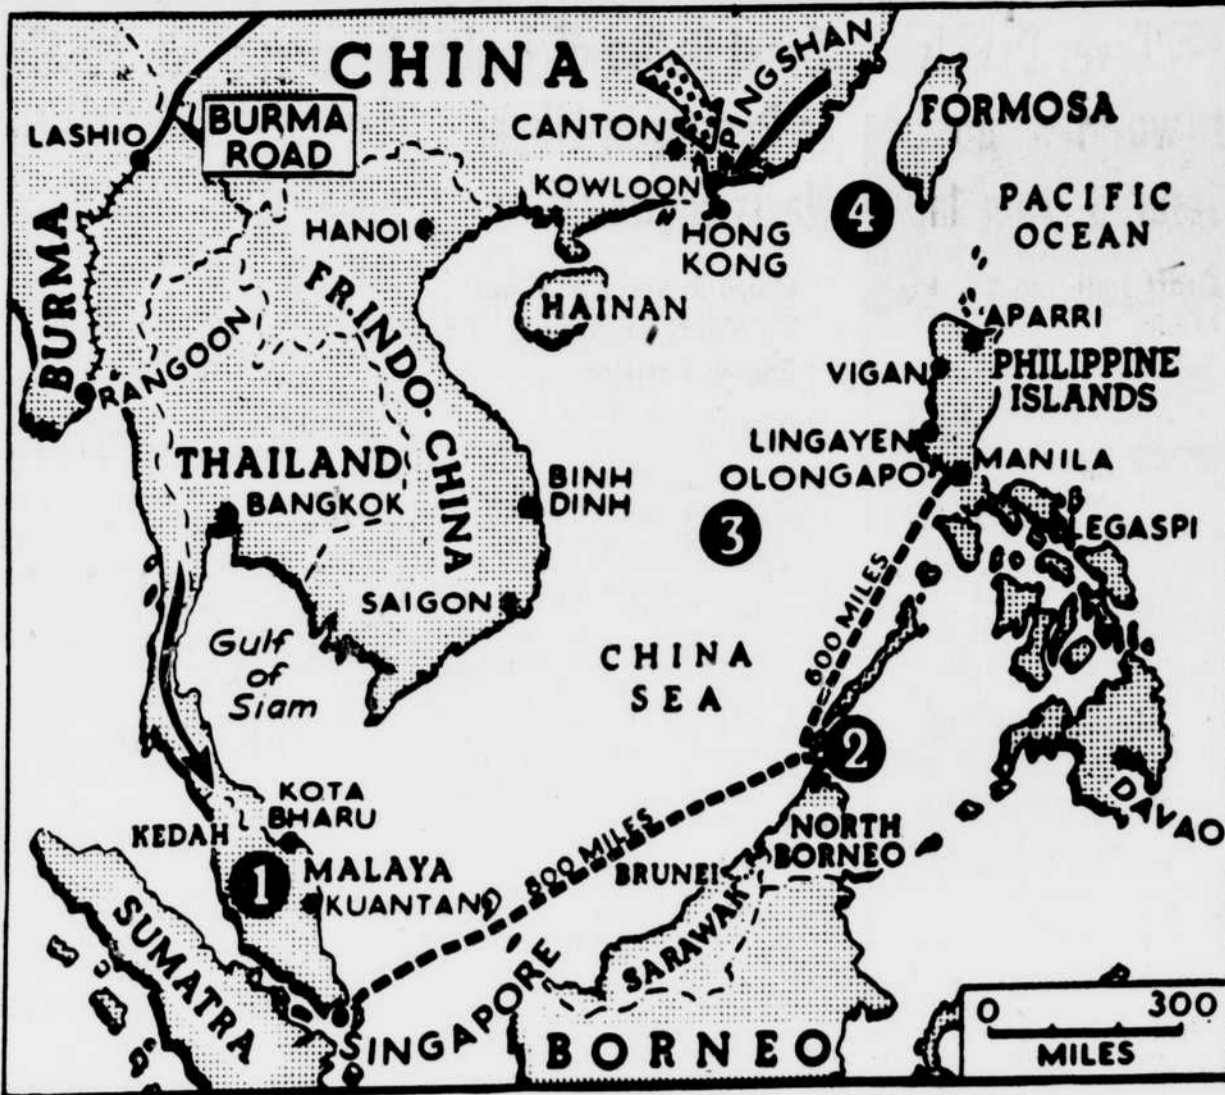 CHINA
PINGSHAN
FORMOSA
BURMA
ROAD
LASHIO
CANTON
KOWLOON
4
PACIFIC
OCEAN
HANOI
HONG
KONG
BURMA
FR. INDO-CHINA
HAINAN
APARRI
RANGOON
VIGAN
PHILIPPINE
ISLANDS
LINGAYEN
THAILAND
BINH
DINH
OLONGAPO
MANILA
BANGKOK
3
LEGASPI
SAIGON
600 MILES
Gulf
of
Siam
CHINA
SEA
2
KOTA
BHARU
DAVAO
KEDAH
NORTH
BORNEO
1
MALAYA
800 MILES
BRUNEI
KUANTAN
SUMATRA
SARAWAK
SINGAPORE
BORNEO
0 300
MILES